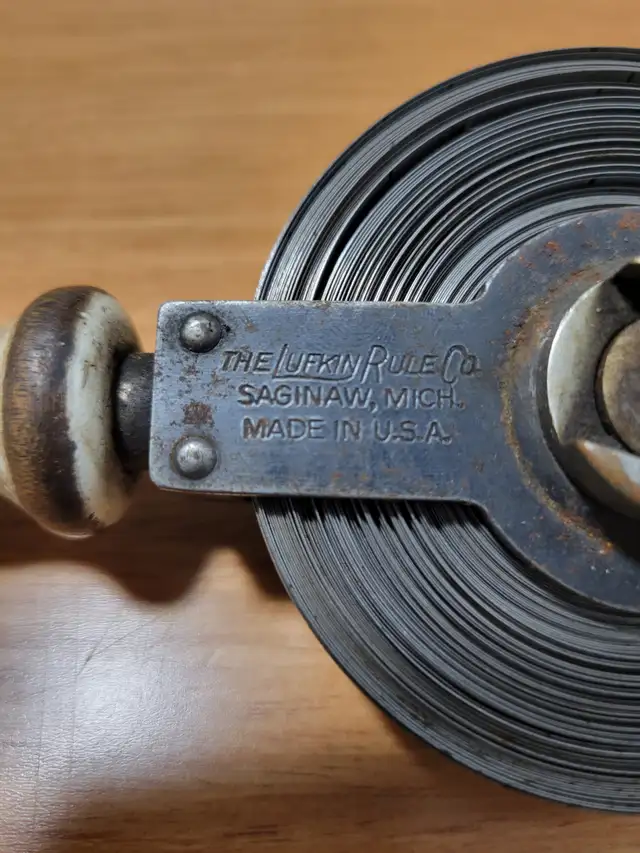 THE LUFKIN RULE CO.
SAGINAW, MICH.
MADE IN U.S.A.